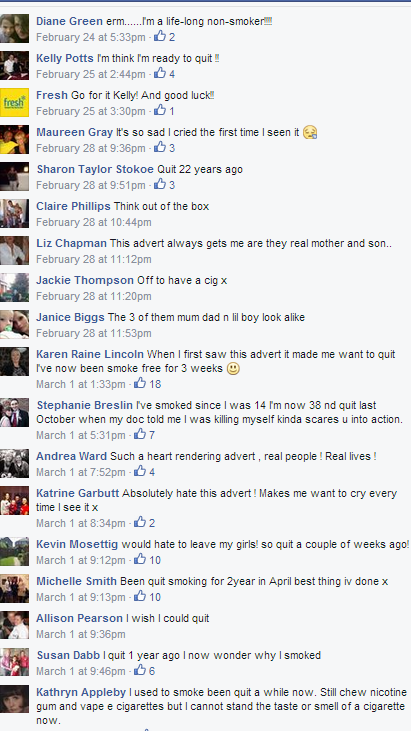 Diane Green erm......I'm a life-long non-smoker!!!!
February 24 at 5:33pm · 2
Kelly Potts I'm think I'm ready to quit !!
February 25 at 2:44pm · 4
fresh
Fresh Go for it Kelly! And good luck!!
February 25 at 3:30pm · 1
Maureen Gray It's so sad I cried the first time I seen it
February 28 at 9:36pm · 3
Sharon Taylor Stokoe Quit 22 years ago
February 28 at 9:51pm · 3
Claire Phillips Think out of the box
February 28 at 10:44pm
Liz Chapman This advert always gets me are they real mother and son..
February 28 at 11:12pm
Jackie Thompson Off to have a cig x
February 28 at 11:20pm
Janice Biggs The 3 of them mum dad n lil boy look alike
February 28 at 11:53pm
Karen Raine Lincoln When I first saw this advert it made me want to quit
I've now been smoke free for 3 weeks
March 1 at 1:33pm · 18
Stephanie Breslin I've smoked since I was 14 I'm now 38 nd quit last
October when my doc told me I was killing myself kinda scares u into action.
March 1 at 5:31pm · 7
Andrea Ward Such a heart rendering advert , real people ! Real lives !
March 1 at 7:52pm · 4
Katrine Garbutt Absolutely hate this advert ! Makes me want to cry every
time I see it x
March 1 at 8:34pm · 2
Kevin Mosettig would hate to leave my girls! so quit a couple of weeks ago!
March 1 at 9:12pm · 10
Michelle Smith Been quit smoking for 2year in April best thing iv done x
March 1 at 9:13pm · 10
Allison Pearson I wish I could quit
March 1 at 9:36pm
Susan Dabb I quit 1 year ago I now wonder why I smoked
March 1 at 9:46pm · 6
Kathryn Appleby I used to smoke been quit a while now. Still chew nicotine
gum and vape e cigarettes but I cannot stand the taste or smell of a cigarette
now.